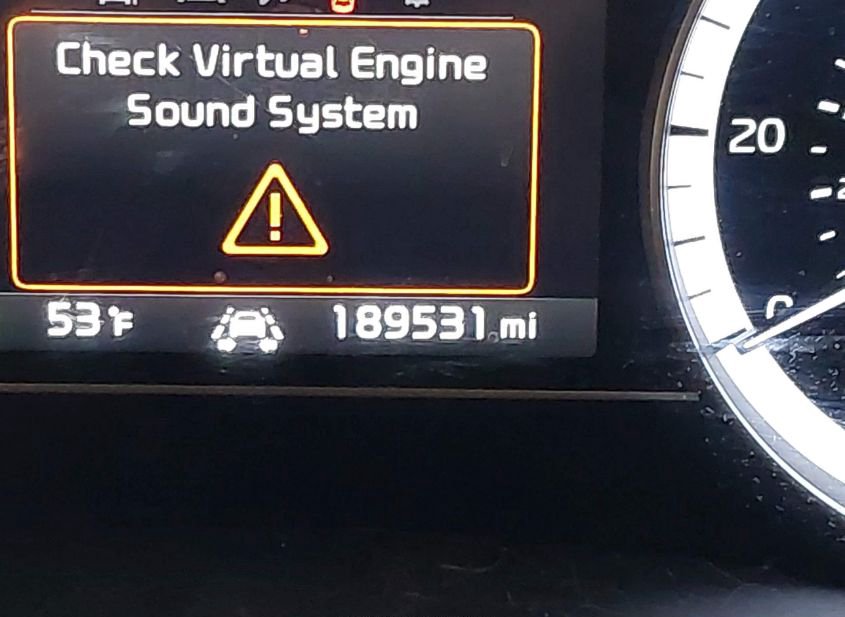 Check Virtual Engine
Sound System
53°F
189531 mi
20